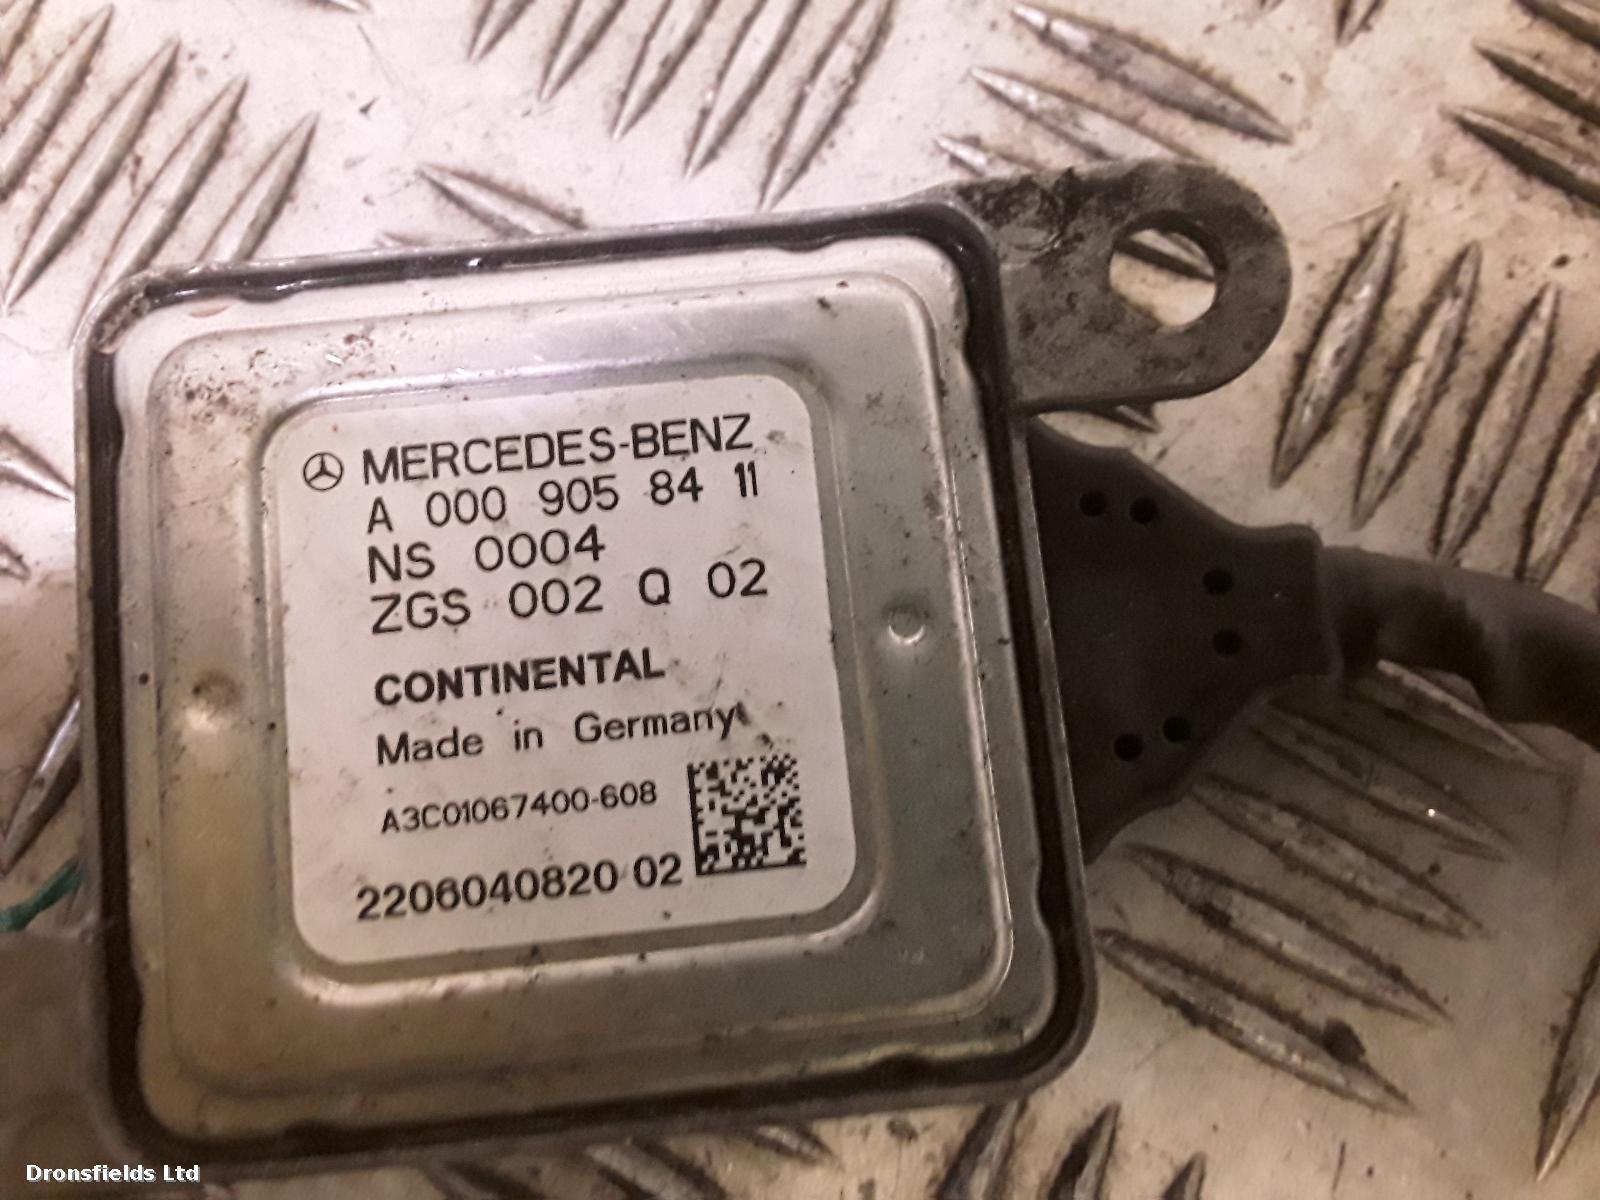 MERCEDES-BENZ
A 000 905 84 11
NS 0004
ZGS 002 Q 02
CONTINENTAL
Made in Germany
A3C01067400-608
2206040820 02
Dronsfields Ltd